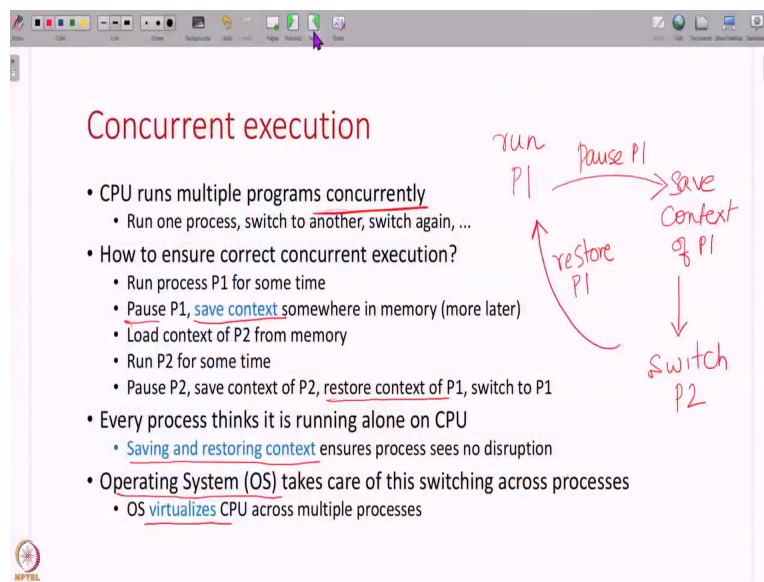 Concurrent execution
• CPU runs multiple programs concurrently
• Run one process, switch to another, switch again, ...
• How to ensure correct concurrent execution?
• Run process P1 for some time
• Pause P1, save context somewhere in memory (more later)
• Load context of P2 from memory
• Run P2 for some time
• Pause P2, save context of P2, restore context of P1, switch to P1
• Every process thinks it is running alone on CPU
• Saving and restoring context ensures process sees no disruption
• Operating System (OS) takes care of this switching across processes
• OS virtualizes CPU across multiple processes
run
P1
Pause P1
Save
Context
of P1
restore
P1
Switch
P2
NPTEL